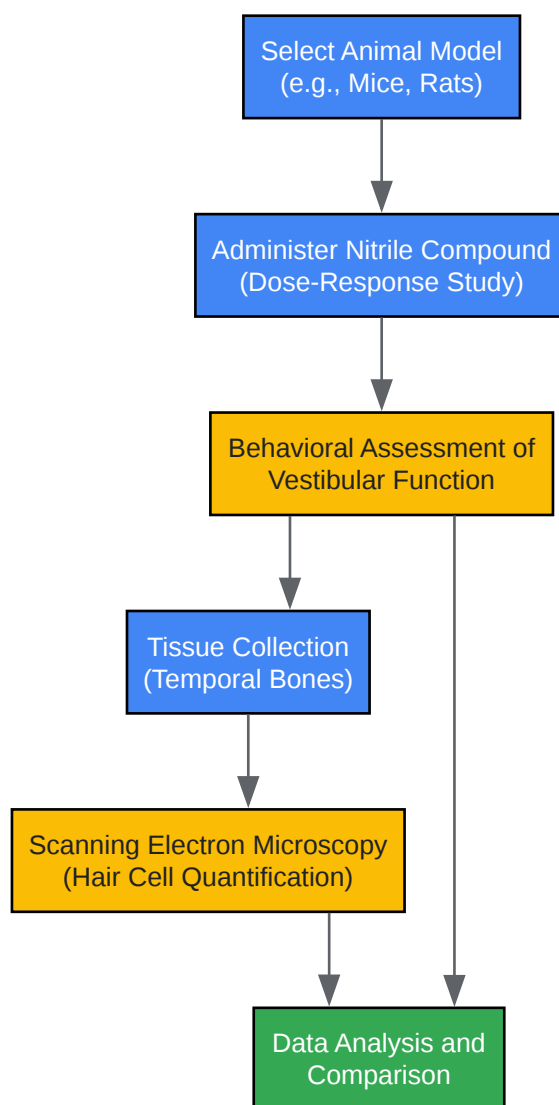 Select Animal Model
(e.g., Mice, Rats)
Administer Nitrile Compound
(Dose-Response Study)
Behavioral Assessment of
Vestibular Function
Tissue Collection
(Temporal Bones)
Scanning Electron Microscopy
(Hair Cell Quantification)
Data Analysis and
Comparison